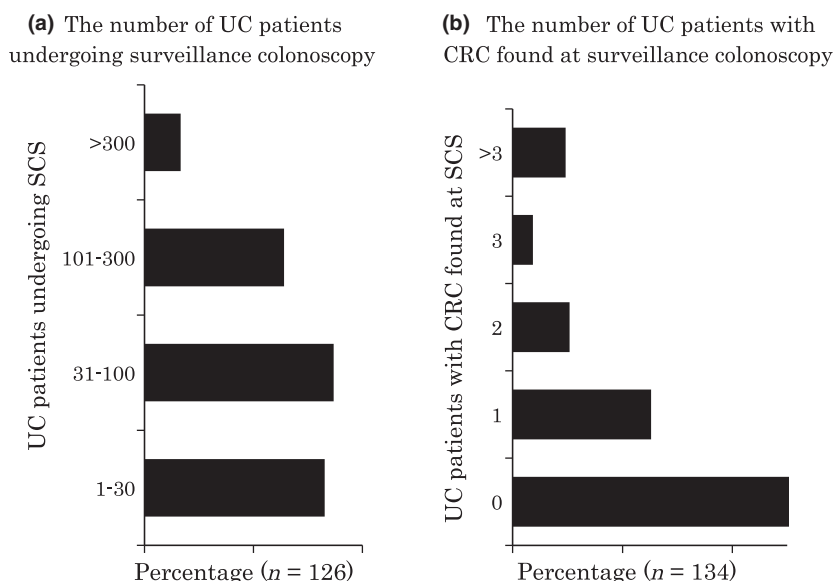 (a) The number of UC patients
undergoing surveillance colonoscopy
UC patients undergoing SCS
>300
101-300
31-100
1-30
Percentage (n = 126)
(b) The number of UC patients with
CRC found at surveillance colonoscopy
UC patients with CRC found at SCS
>3
3
2
1
0
Percentage (n = 134)